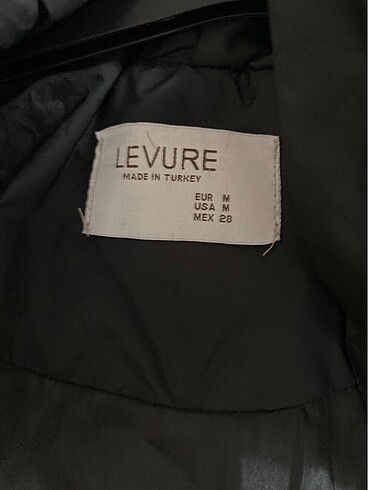 LEVURE
MADE IN TURKEY
EUR M
USA M
MEX 28